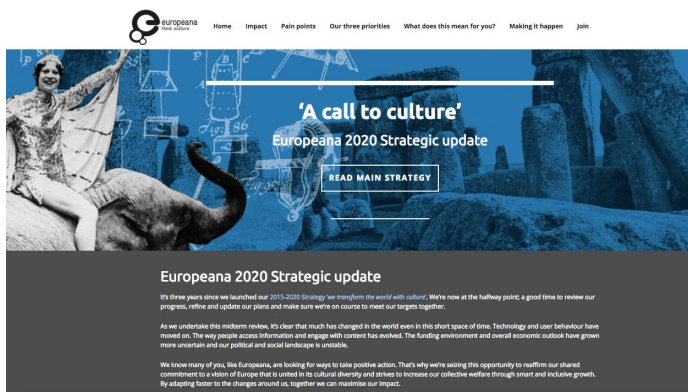 europeana
think culture
Home Impact Pain points Our three priorities What does this mean for you? Making it happen Join
P B C
Fig: 86
'A call to culture'
Europeana 2020 Strategic update
READ MAIN STRATEGY
Europeana 2020 Strategic update
It's three years since we launched our 2015-2020 Strategy 'we transform the world with culture'. We're now at the halfway point; a good time to review our
progress, refine and update our plans and make sure we're on course to meet our targets together.
As we undertake this midterm review, it's clear that much has changed in the world even in this short space of time. Technology and user behaviour have
moved on. The way people access information and engage with content has evolved. The funding environment and overall economic outlook have grown
more uncertain and our political and social landscape is unstable.
We know many of you, like Europeana, are looking for ways to take positive action. That's why we're seizing this opportunity to reaffirm our shared
commitment to a vision of Europe that is united in its cultural diversity and strives to increase our collective welfare through smart and inclusive growth.
By adapting faster to the changes around us, together we can maximise our impact.